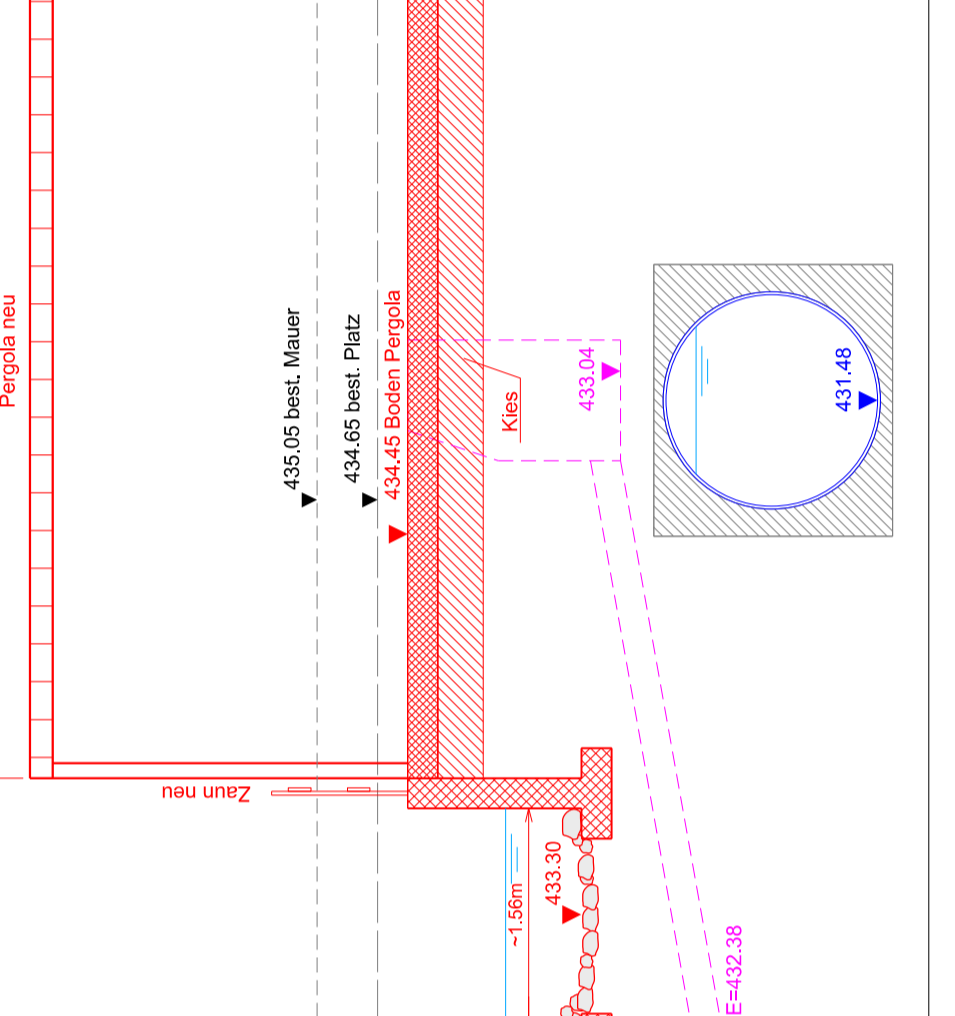 Pergola neu
435.05 best. Mauer
434.65 best. Platz
434.45 Boden Pergola
Kies
433.04
431.48
Zaun neu
~1.56m
433.30
E=432.38